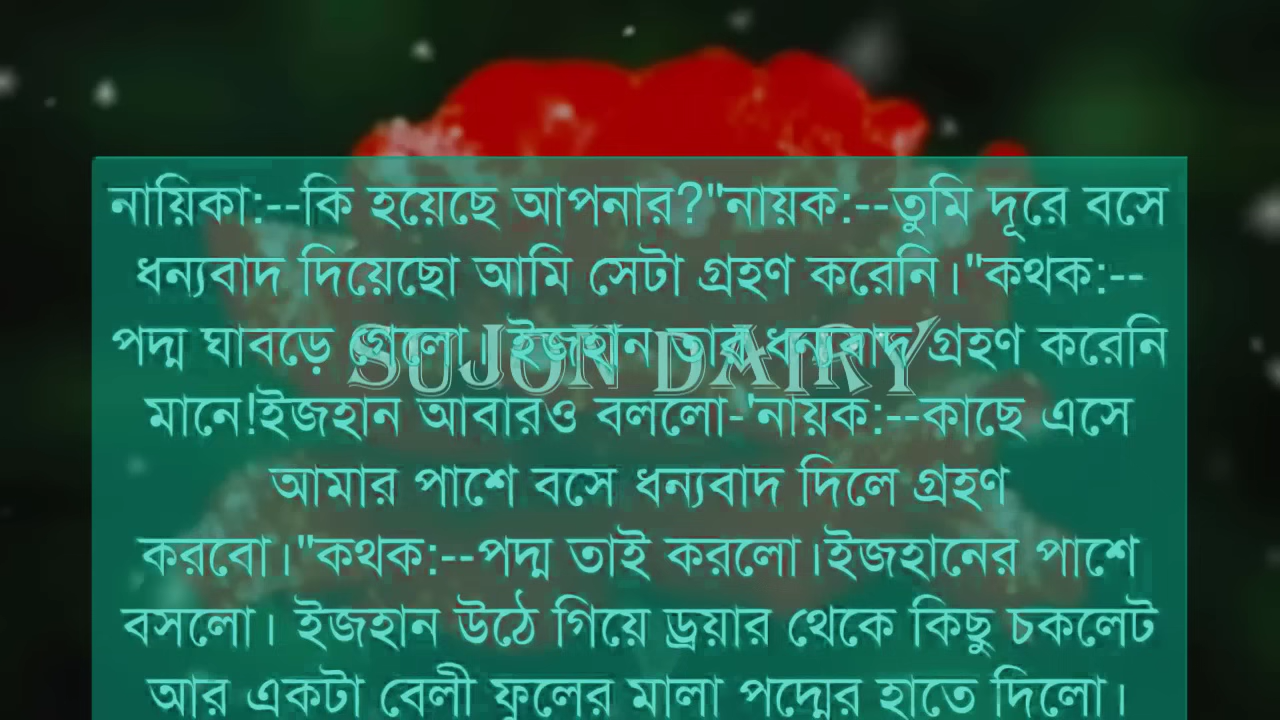 নায়িকা:--কি হয়েছে আপনার?"নায়ক:--তুমি দূরে বসে
ধন্যবাদ দিয়েছো আমি সেটা গ্রহণ করেনি।"কথক:--
পদ্ম ঘাবড়ে গেলো। ইজহান তার ধন্যবাদ গ্রহণ করেনি
SUJON DAIRY
মানে!ইজহান আবারও বললো-'নায়ক:--কাছে এসে
আমার পাশে বসে ধন্যবাদ দিলে গ্রহণ
করবো।"কথক:--পদ্ম তাই করলো।ইজহানের পাশে
বসলো। ইজহান উঠে গিয়ে ড্রয়ার থেকে কিছু চকলেট
আর একটা বেলী ফুলের মালা পদ্মের হাতে দিলো।